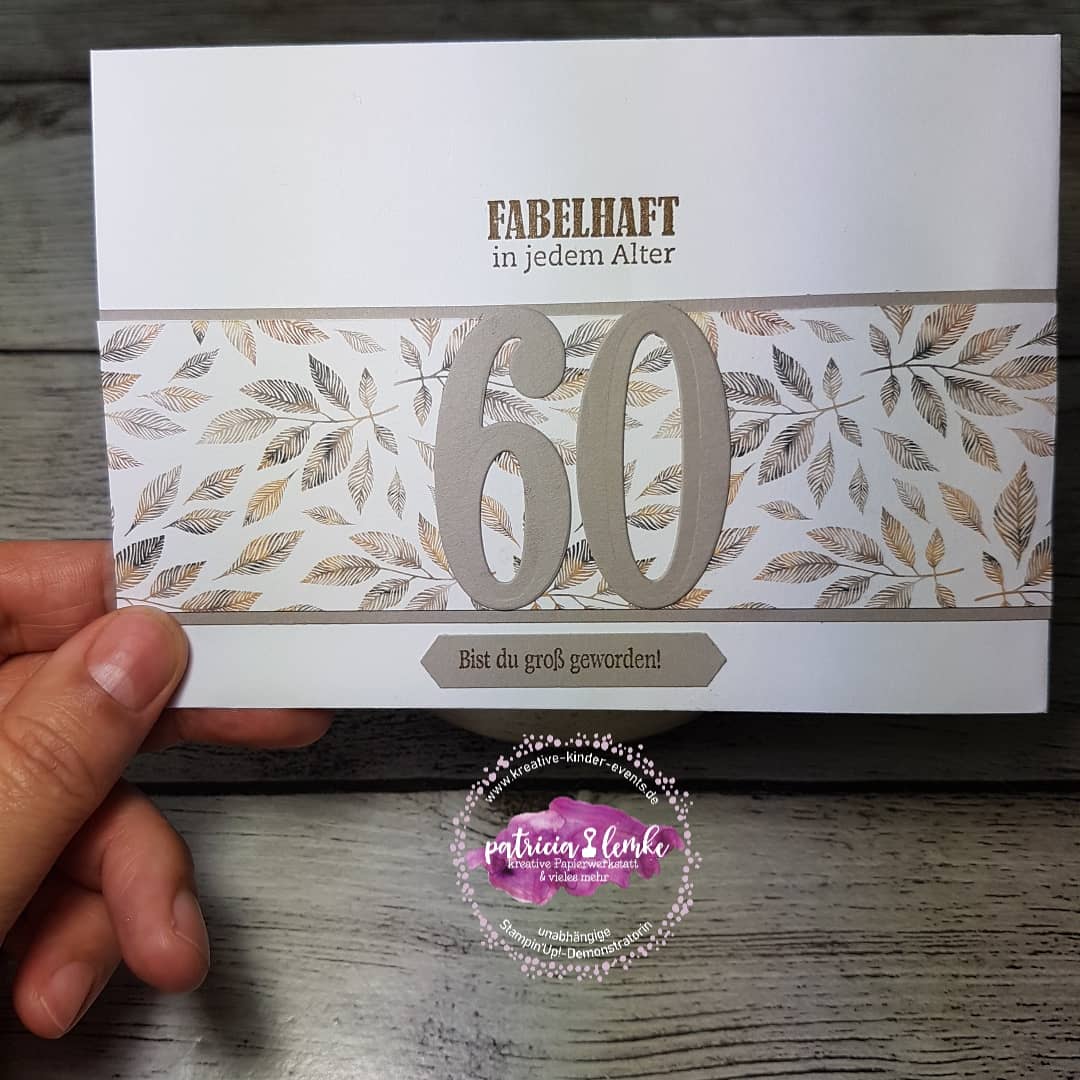 FABELHAFT
in jedem Alter
60
Bist du groß geworden!
www.kreative-kinder-events.de
patricia lemke
kreative Papierwerkstatt
& vieles mehr
unabhängige
Stampin'Up!-Demonstratorin